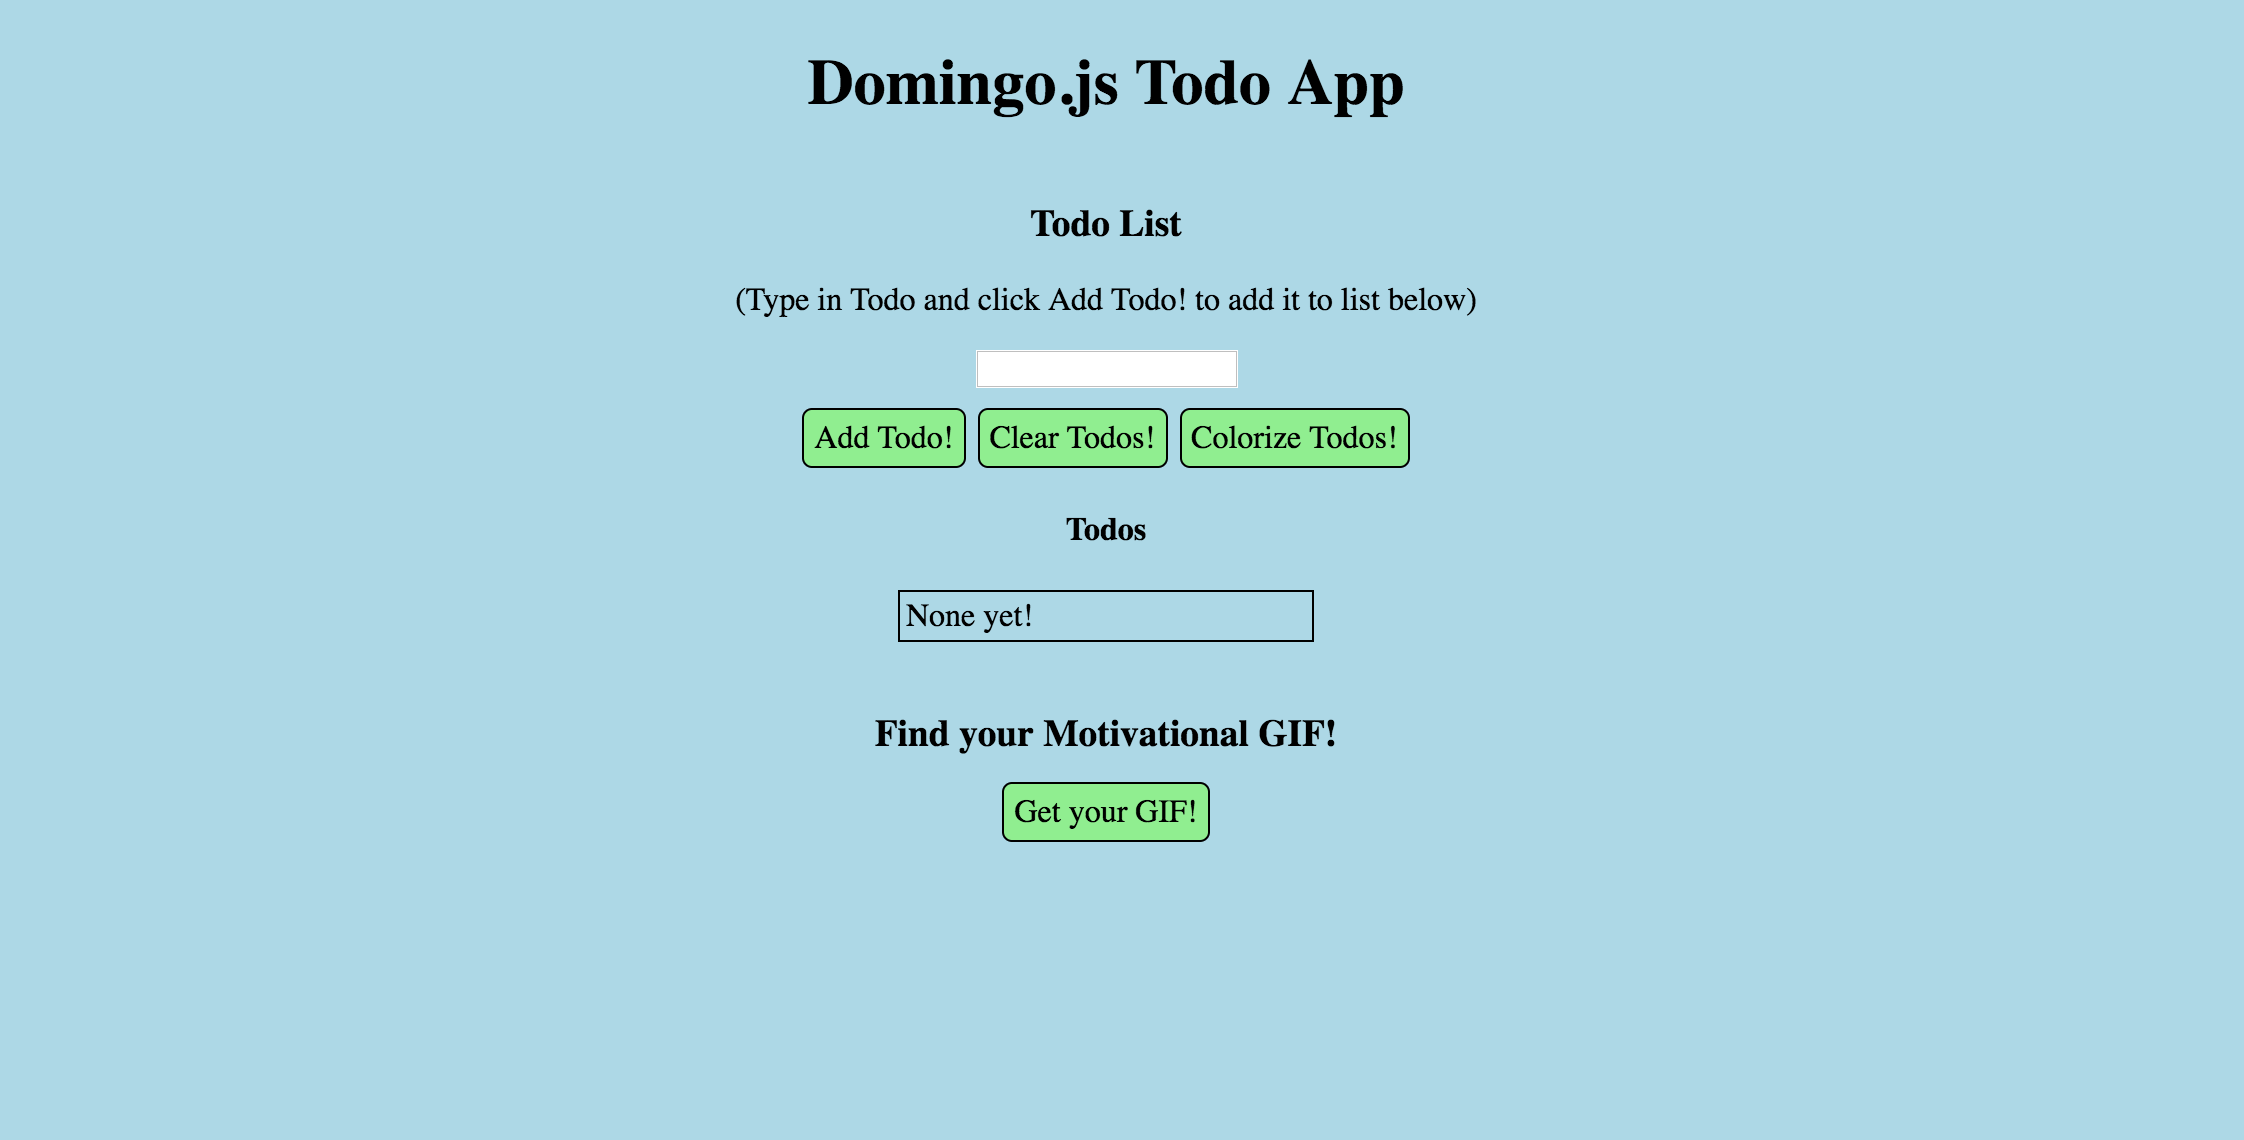 Domingo.js Todo App
Todo List
(Type in Todo and click Add Todo! to add it to list below)
Add Todo! Clear Todos! Colorize Todos!
Todos
None yet!
Find your Motivational GIF!
Get your GIF!